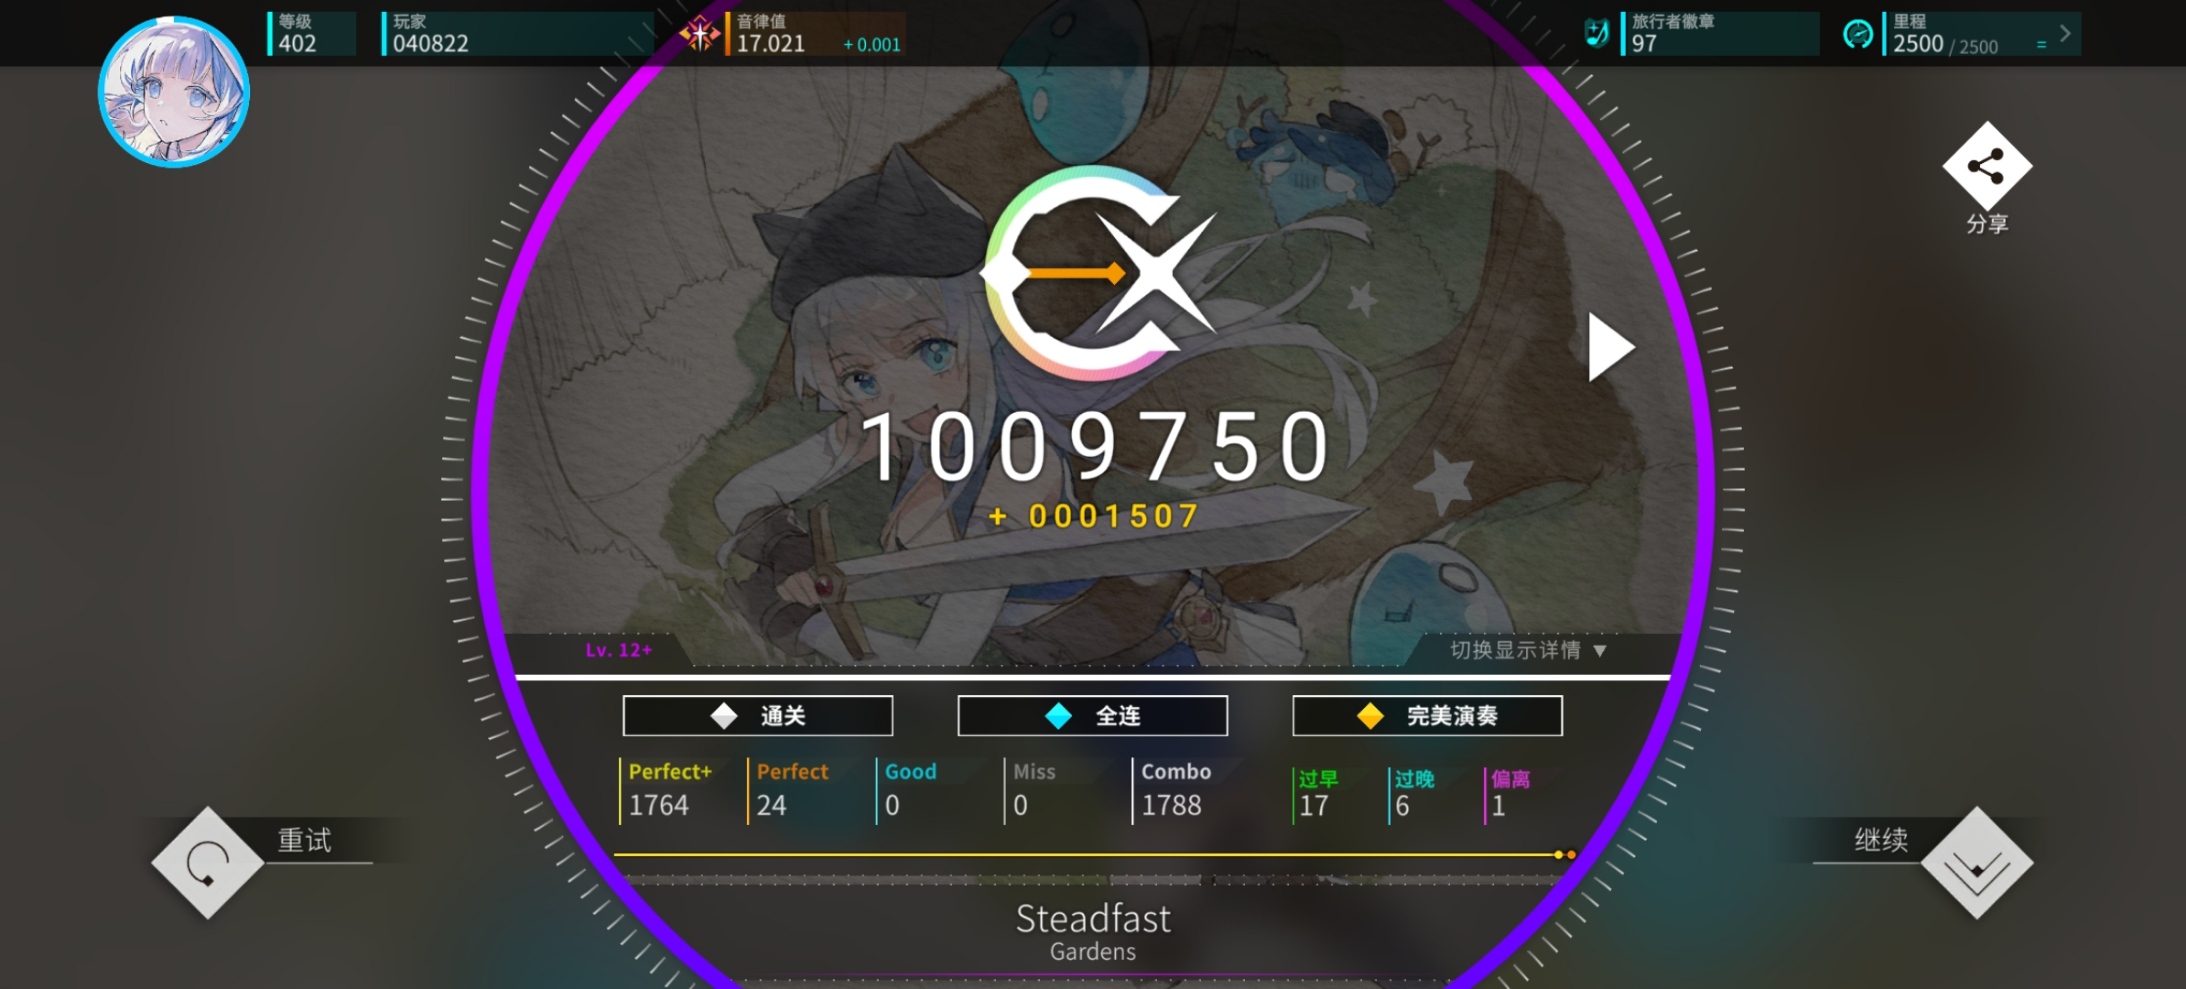 等级
402
玩家
040822
音律值
17.021 +0.001
旅行者徽章
97
里程
2500 / 2500 =
分享
EX
1009750
+ 0001507
Lv. 12+
切换显示详情 ▼
通关 全连 完美演奏
Perfect+ Perfect Good Miss Combo 过早 过晚 偏离
1764 24 0 0 1788 17 6 1
重试
继续
Steadfast
Gardens